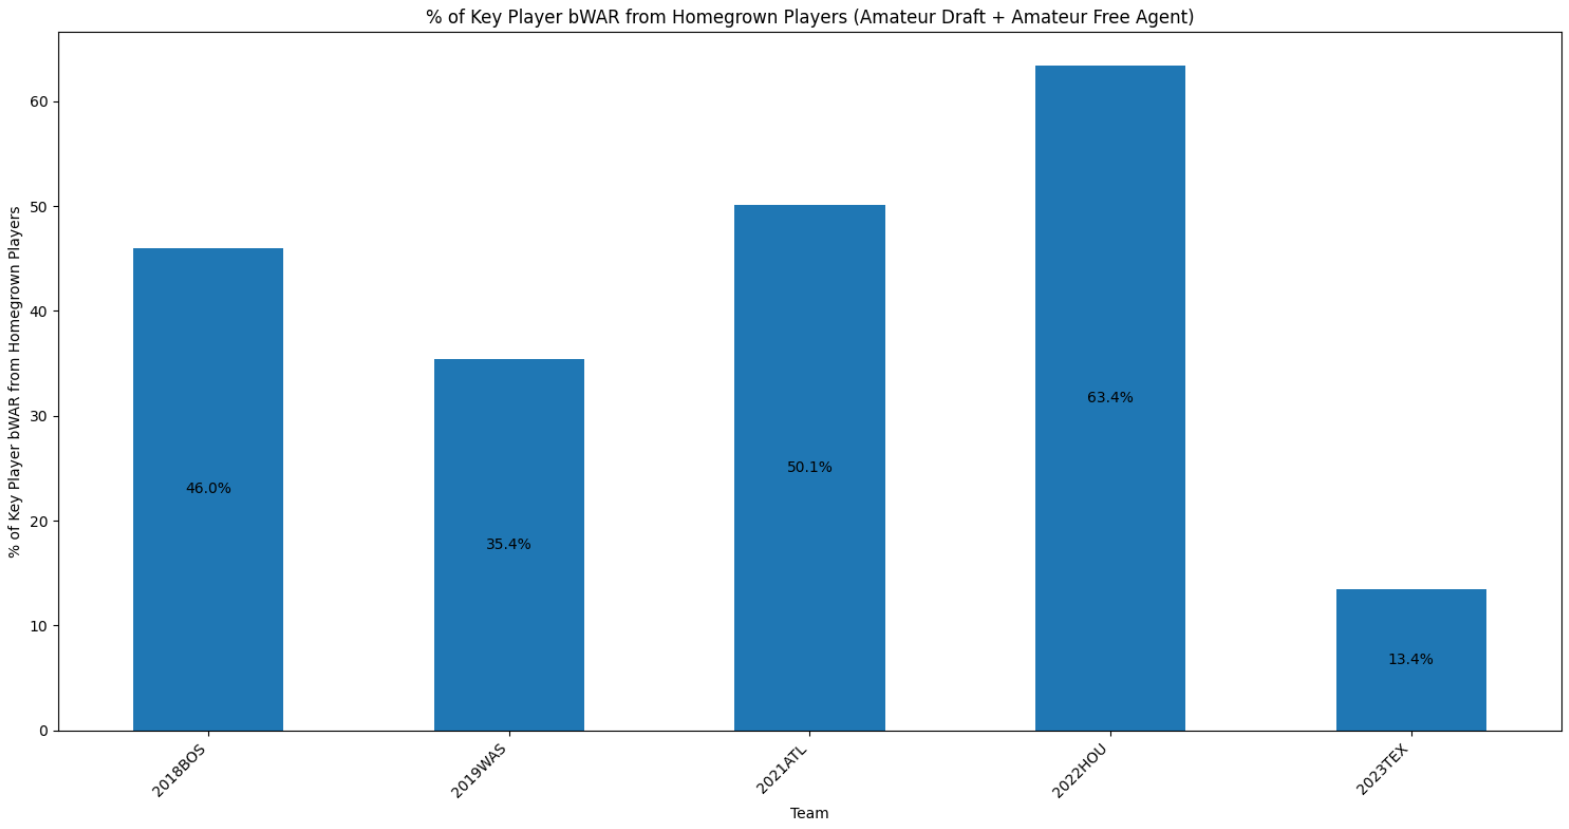 % of Key Player bWAR from Homegrown Players (Amateur Draft + Amateur Free Agent)
% of Key Player bWAR from Homegrown Players
60
50
40
30
20
10
0
46.0%
35.4%
50.1%
63.4%
13.4%
2018BOS
2019WAS
2021ATL
2022HOU
2023TEX
Team